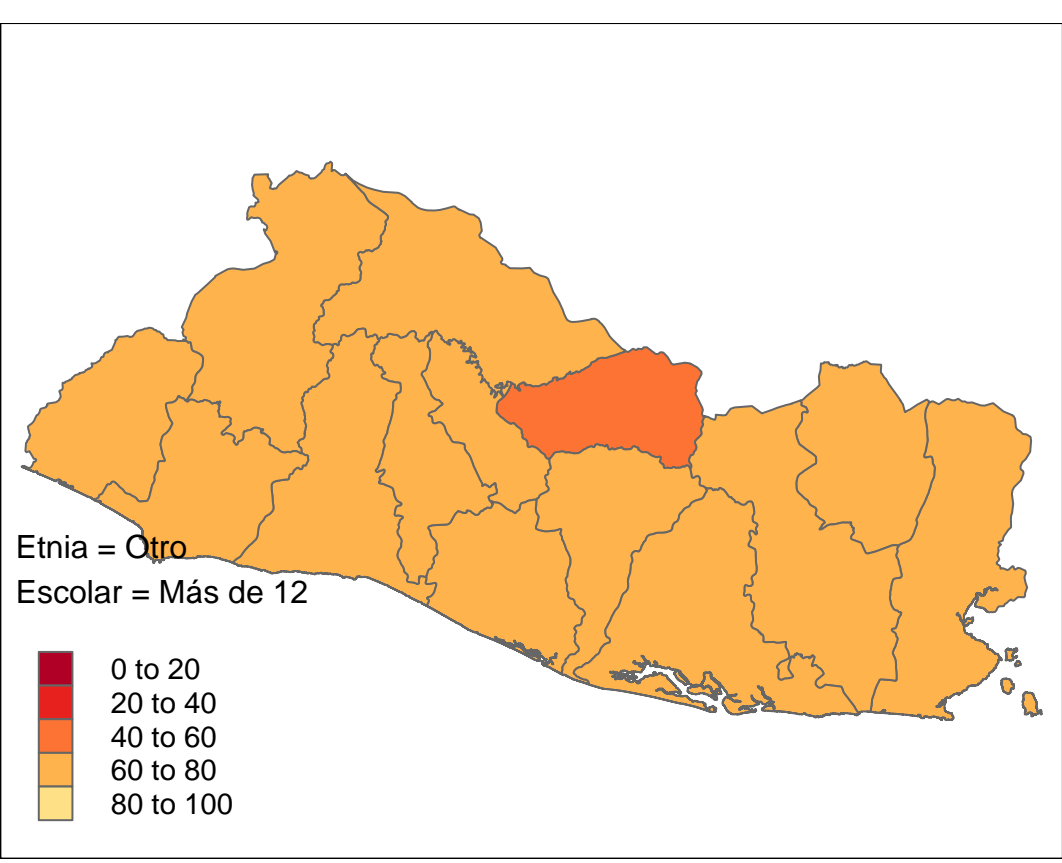 Etnia = Otro
Escolar = Más de 12
0 to 20
20 to 40
40 to 60
60 to 80
80 to 100